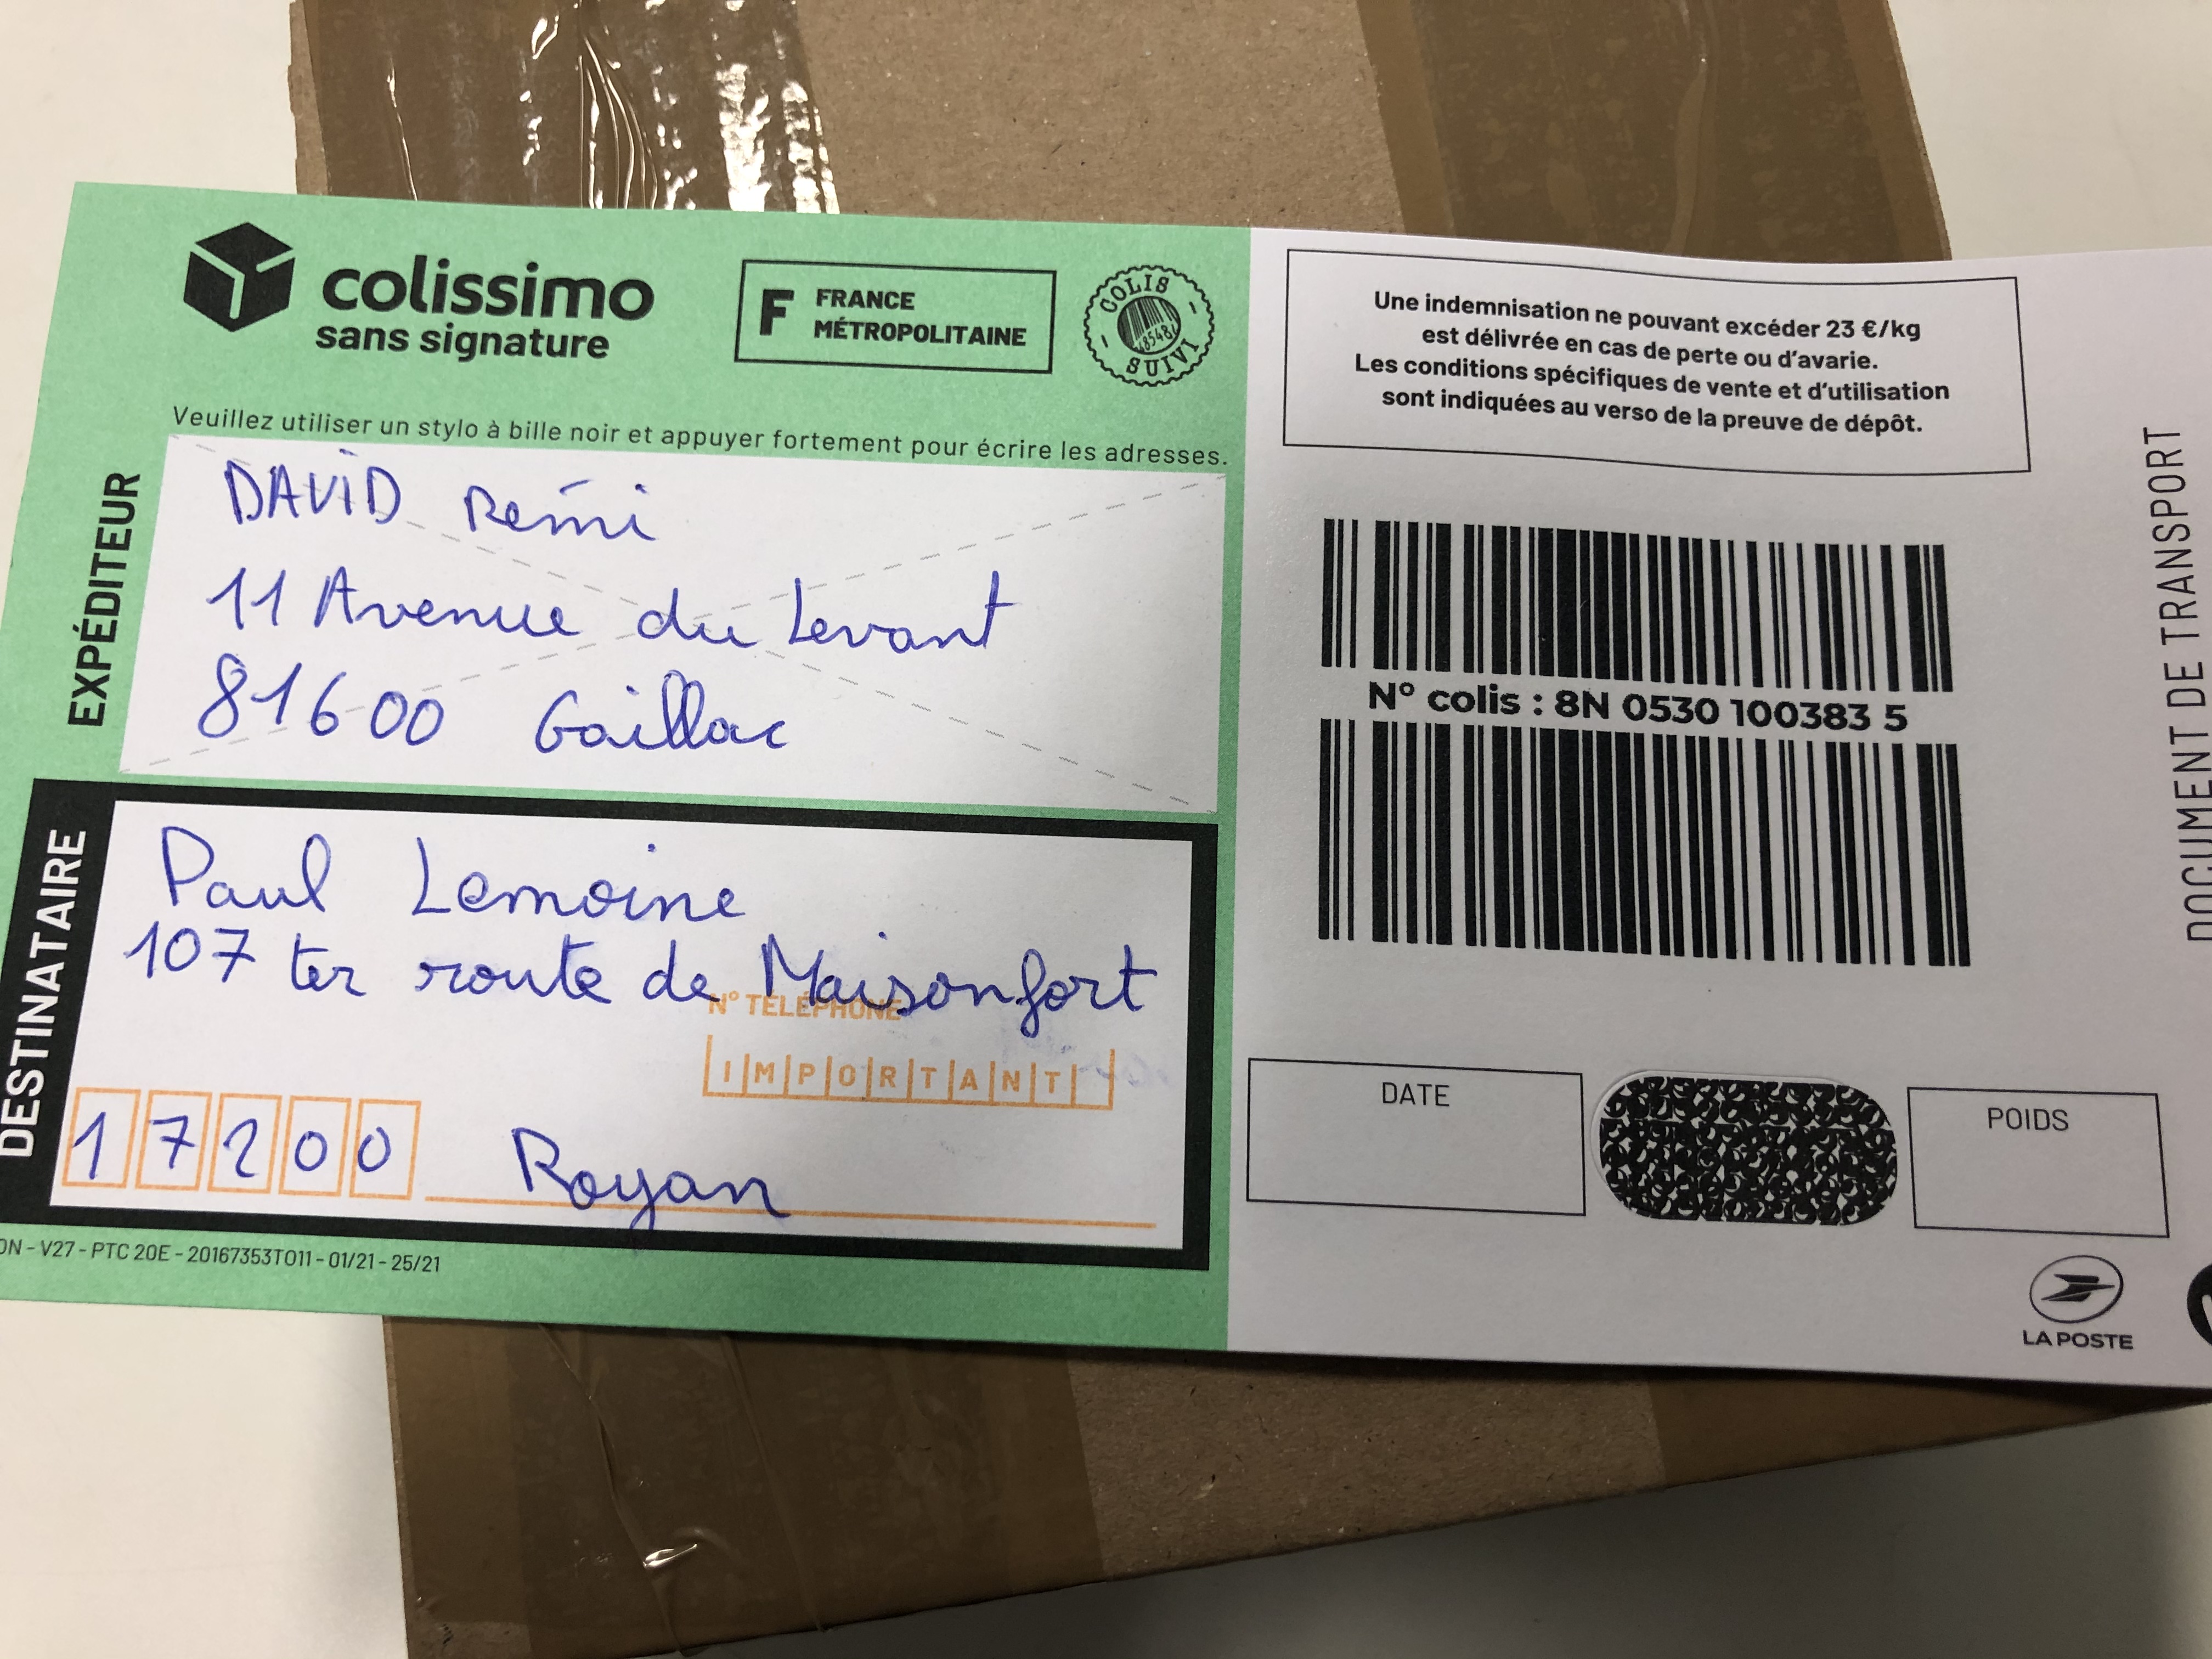 colissimo
sans signature
F FRANCE
MÉTROPOLITAINE
COLIS
SUIVI
Veuillez utiliser un stylo à bille noir et appuyer fortement pour écrire les adresses.
EXPÉDITEUR
DAVID Rémi
11 Avenue du Levant
81600 Gaillac
DESTINATAIRE
Paul Lemoine
107 ter route de Maisonfort
N° TÉLÉPHONE
IMPORTANT
17200 Royan
ON - V27 - PTC 20E - 20167353T011 - 01/21 - 25/21
Une indemnisation ne pouvant excéder 23 €/kg
est délivrée en cas de perte ou d'avarie.
Les conditions spécifiques de vente et d'utilisation
sont indiquées au verso de la preuve de dépôt.
N° colis : 8N 0530 100383 5
DATE
POIDS
LA POSTE
DOCUMENT DE TRANSPORT